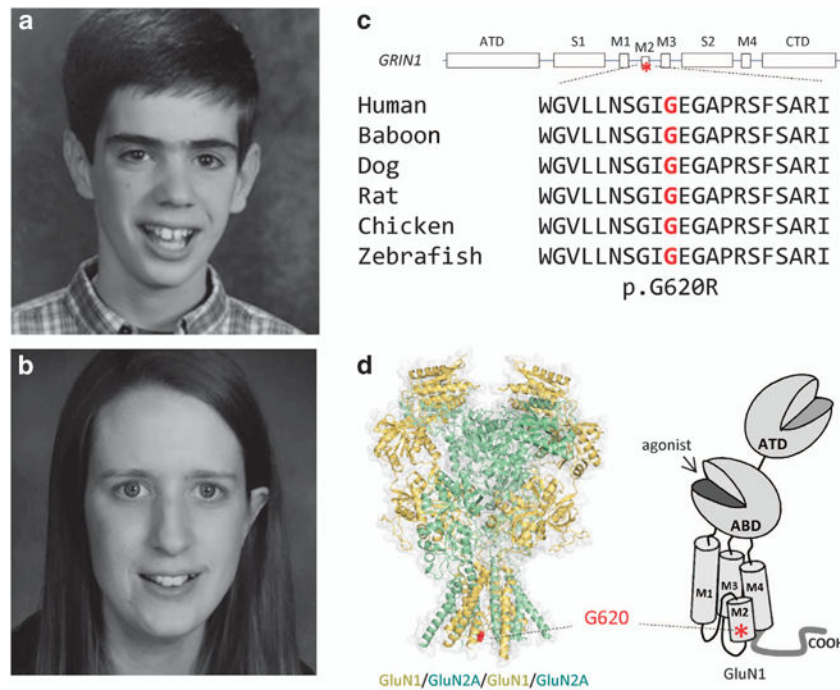 a
b
c
ATD S1 M1 M2 M3 S2 M4 CTD
GRIN1
*
Human WGVLLNSGIGEGAPRSFSARI
Baboon WGVLLNSGIGEGAPRSFSARI
Dog WGVLLNSGIGEGAPRSFSARI
Rat WGVLLNSGIGEGAPRSFSARI
Chicken WGVLLNSGIGEGAPRSFSARI
Zebrafish WGVLLNSGIGEGAPRSFSARI
p.G620R
d
ATD
agonist
ABD
M1 M3 M4
M2
G620
*
COOH
GluN1/GluN2A/GluN1/GluN2A
GluN1